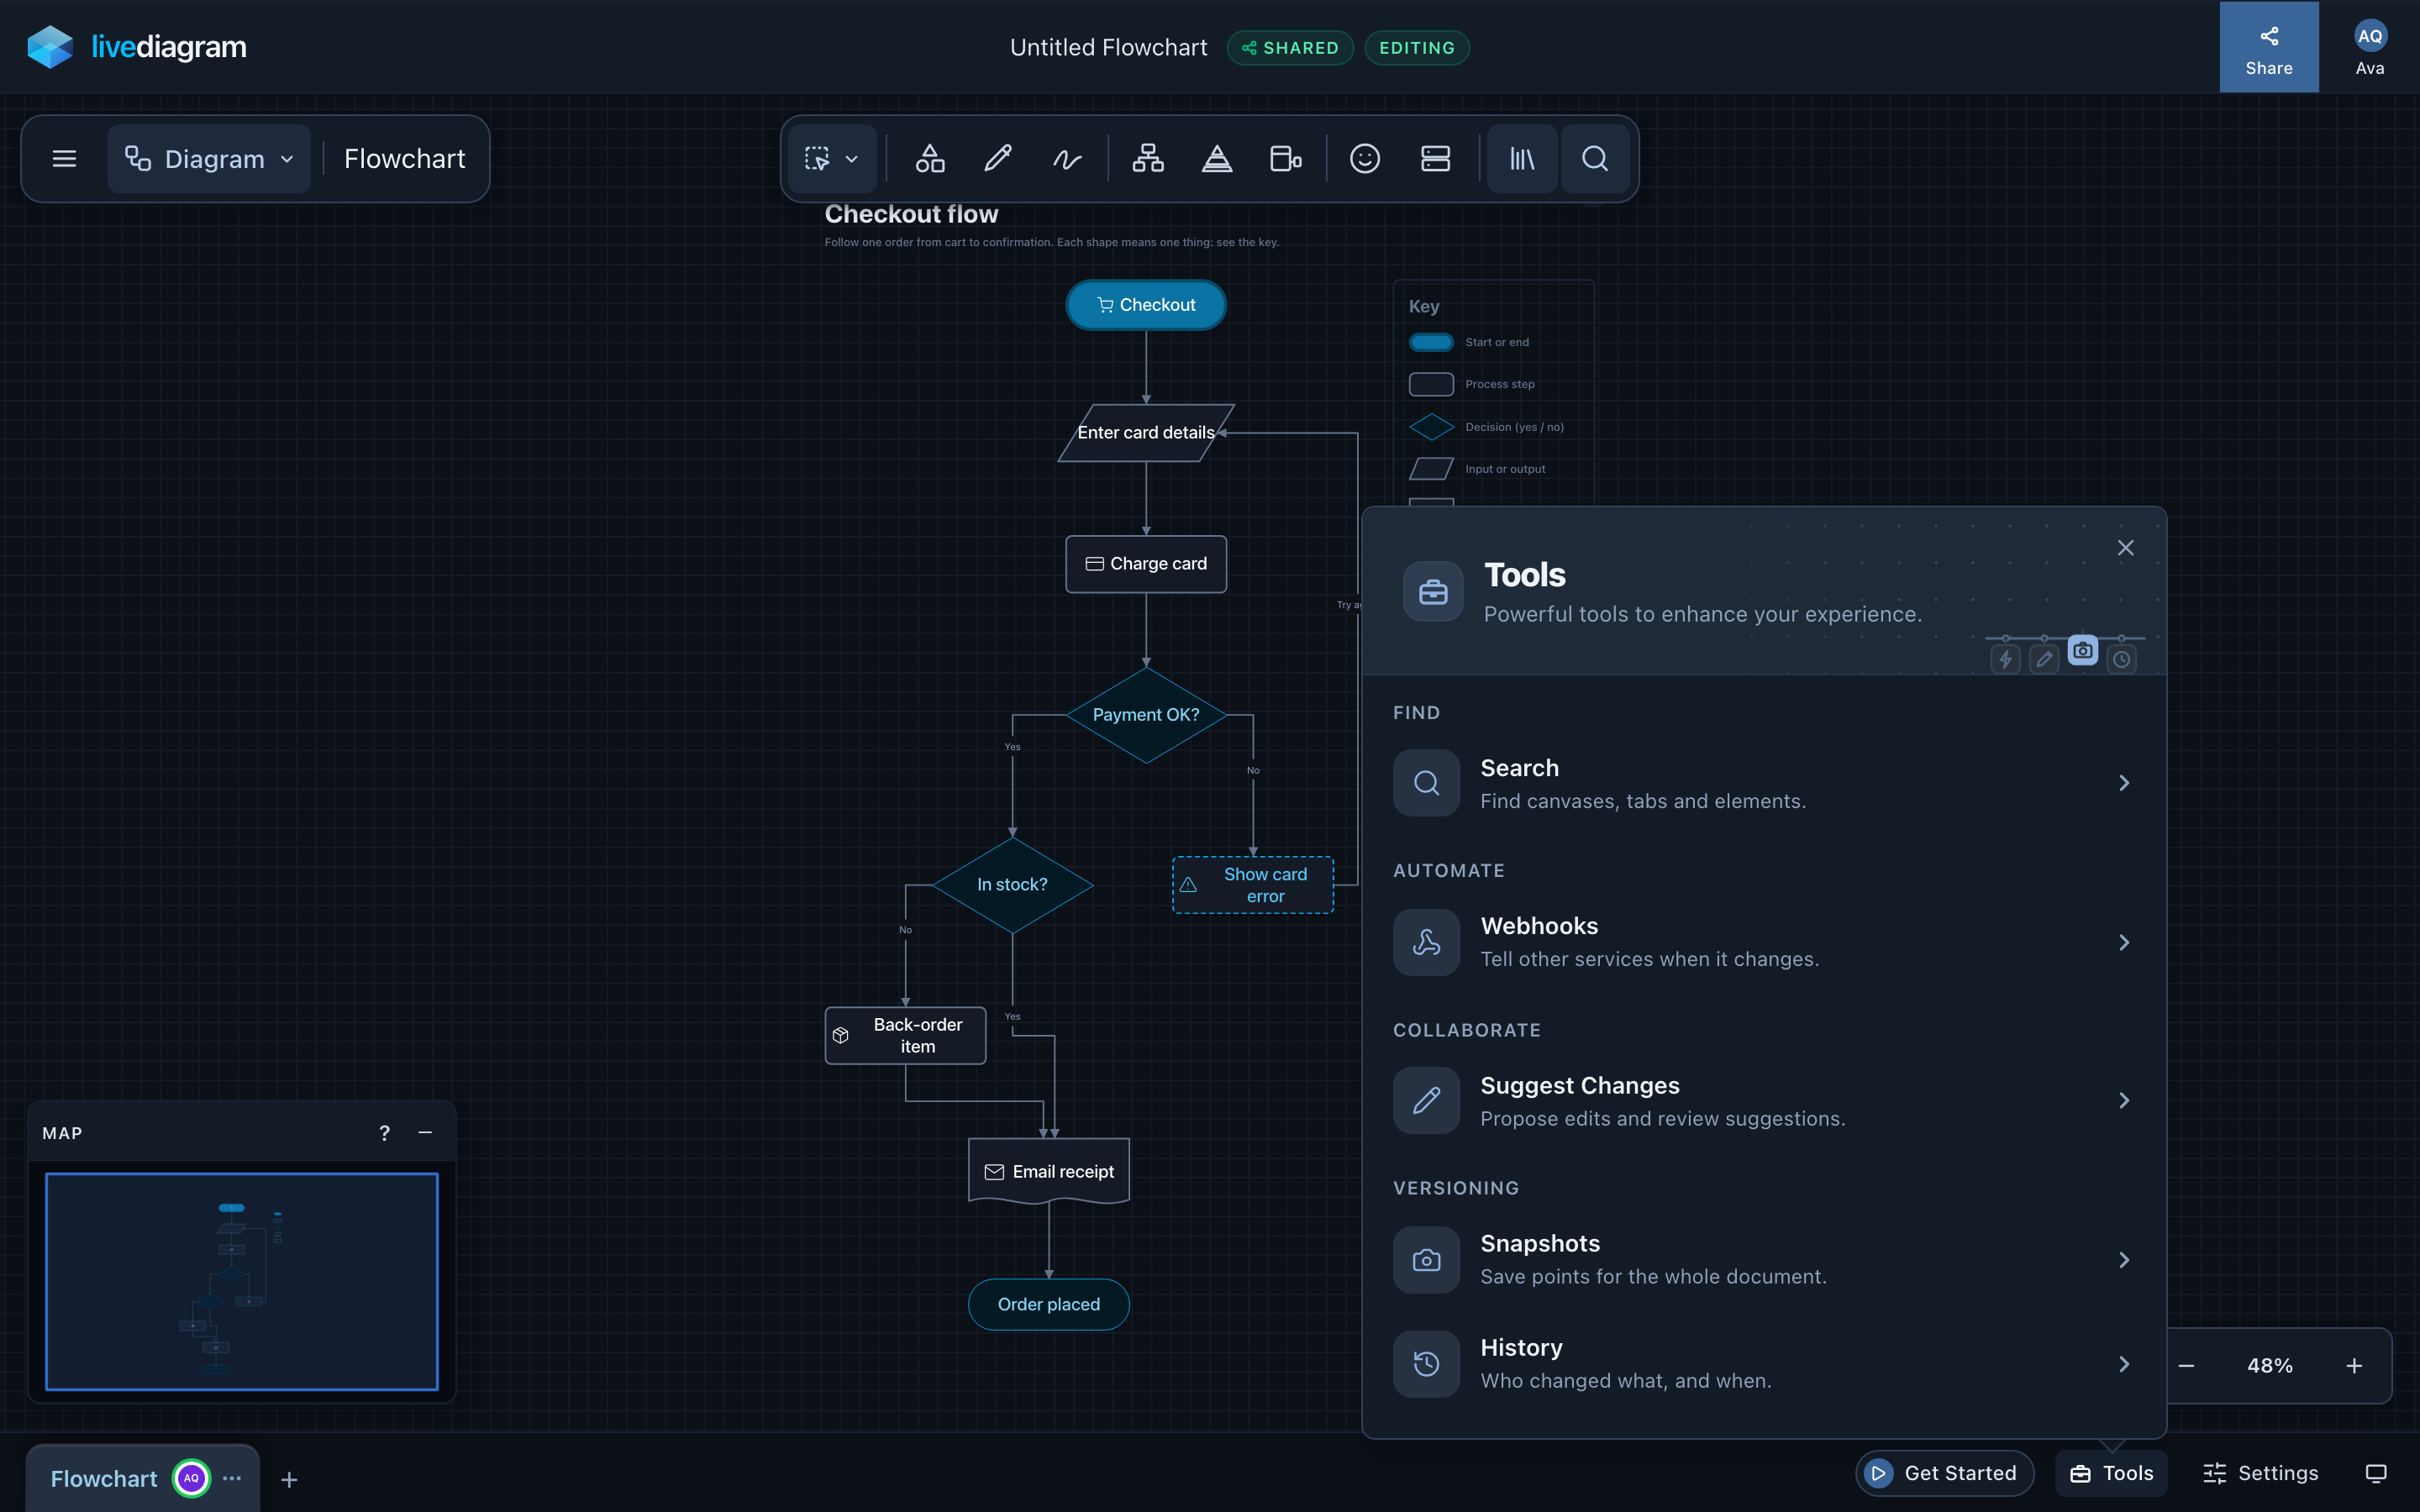 livediagram
Untitled Flowchart
SHARED
EDITING
Share
AQ
Ava
Diagram
Flowchart
Checkout flow
Follow one order from cart to confirmation. Each shape means one thing: see the key.
Checkout
Key
Start or end
Process step
Decision (yes / no)
Input or output
Enter card details
Charge card
Try
Payment OK?
Yes
No
In stock?
Show card
error
No
Yes
Back-order
item
Email receipt
Order placed
Tools
Powerful tools to enhance your experience.
FIND
Search
Find canvases, tabs and elements.
AUTOMATE
Webhooks
Tell other services when it changes.
COLLABORATE
Suggest Changes
Propose edits and review suggestions.
VERSIONING
Snapshots
Save points for the whole document.
History
Who changed what, and when.
MAP
?
48%
Flowchart
AQ
Get Started
Tools
Settings